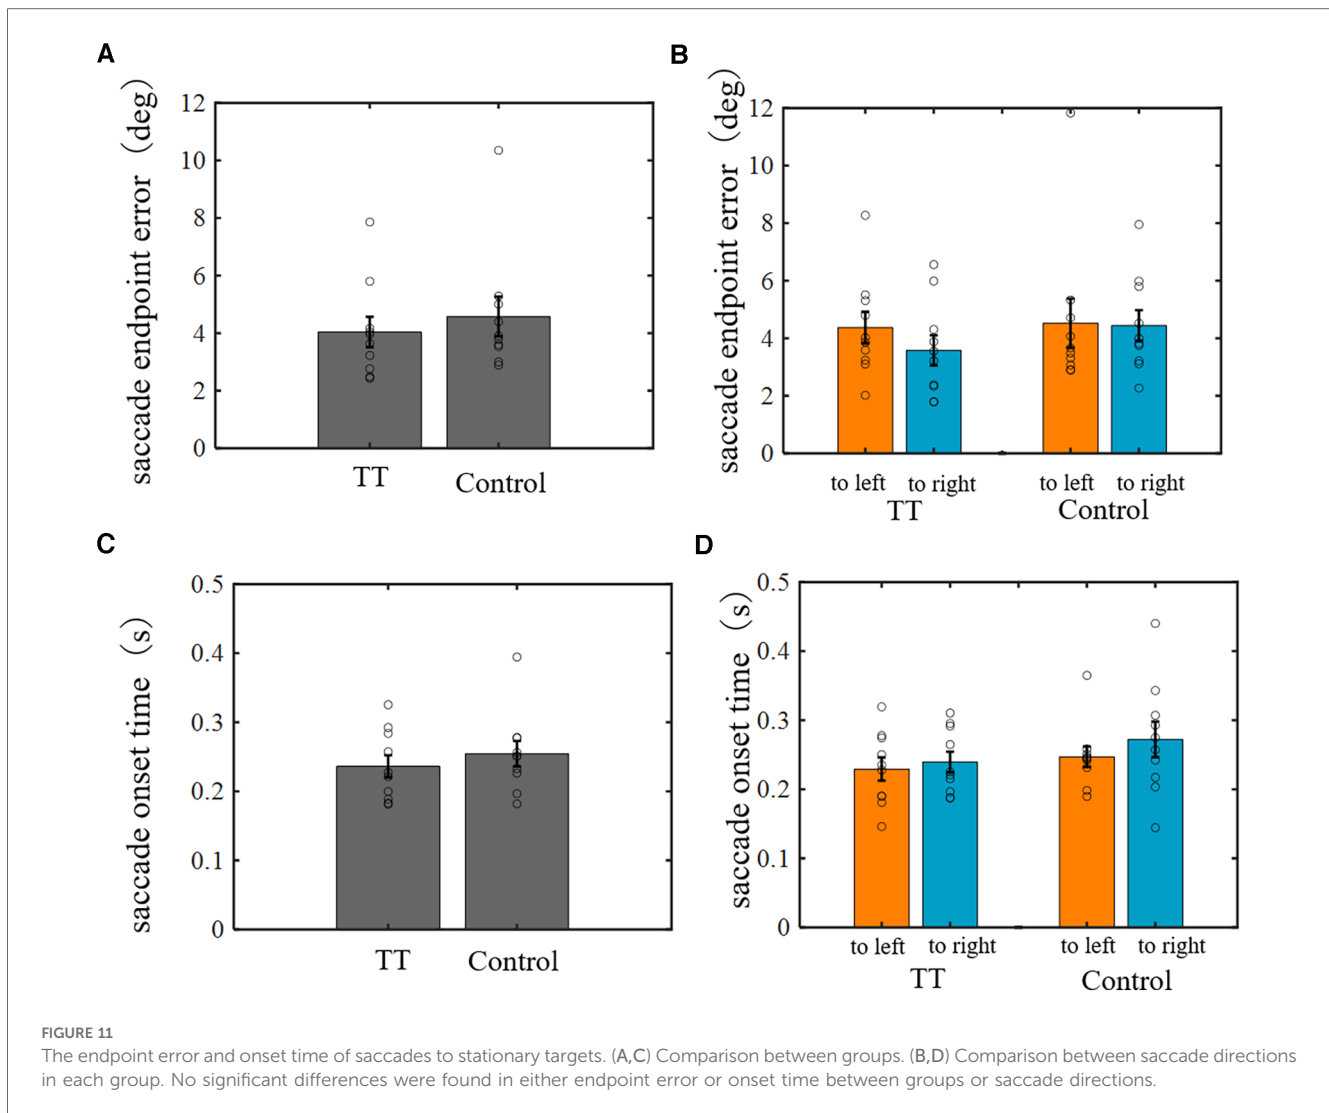 A
saccade endpoint error (deg)
12
10
8
6
4
2
0
TT
Control
B
saccade endpoint error (deg)
12
10
8
6
4
2
0
to left
to right
to left
to right
TT
Control
C
saccade onset time (s)
0.5
0.4
0.3
0.2
0.1
0
TT
Control
D
saccade onset time (s)
0.5
0.4
0.3
0.2
0.1
0
to left
to right
to left
to right
TT
Control
FIGURE 11
The endpoint error and onset time of saccades to stationary targets. (A,C) Comparison between groups. (B,D) Comparison between saccade directions
in each group. No significant differences were found in either endpoint error or onset time between groups or saccade directions.